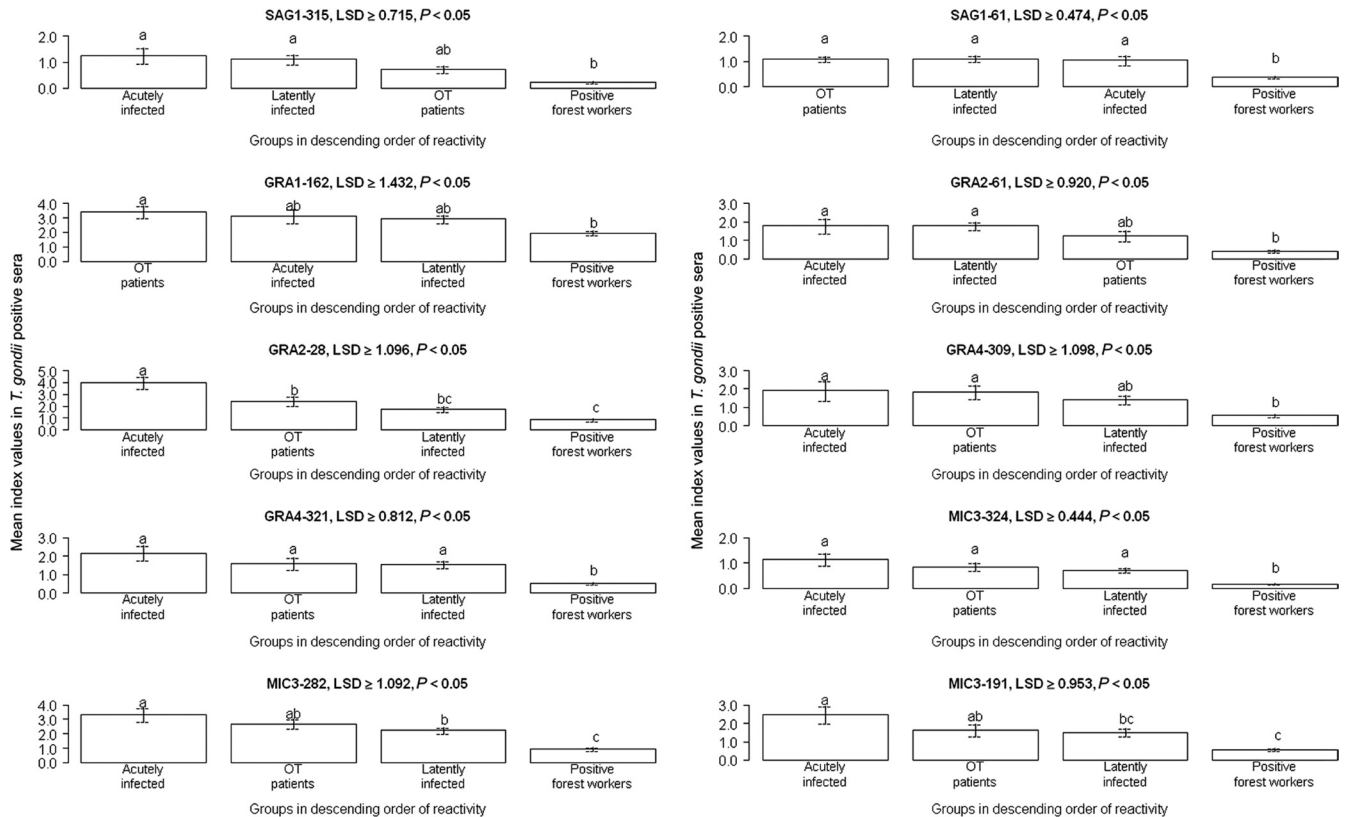 Mean index values in T. gondii positive sera
SAG1-315, LSD ≥ 0.715, P < 0.05
2.0
1.0
0.0
a
a
ab
b
Acutely
infected
Latently
infected
OT
patients
Positive
forest workers
Groups in descending order of reactivity
GRA1-162, LSD ≥ 1.432, P < 0.05
4.0
3.0
2.0
1.0
0.0
a
ab
ab
b
OT
patients
Acutely
infected
Latently
infected
Positive
forest workers
Groups in descending order of reactivity
GRA2-28, LSD ≥ 1.096, P < 0.05
5.0
4.0
3.0
2.0
1.0
0.0
a
b
bc
c
Acutely
infected
OT
patients
Latently
infected
Positive
forest workers
Groups in descending order of reactivity
GRA4-321, LSD ≥ 0.812, P < 0.05
3.0
2.0
1.0
0.0
a
a
a
b
Acutely
infected
OT
patients
Latently
infected
Positive
forest workers
Groups in descending order of reactivity
MIC3-282, LSD ≥ 1.092, P < 0.05
4.0
3.0
2.0
1.0
0.0
a
ab
b
c
Acutely
infected
OT
patients
Latently
infected
Positive
forest workers
Groups in descending order of reactivity
Mean index values in T. gondii positive sera
SAG1-61, LSD ≥ 0.474, P < 0.05
2.0
1.0
0.0
a
a
a
b
OT
patients
Latently
infected
Acutely
infected
Positive
forest workers
Groups in descending order of reactivity
GRA2-61, LSD ≥ 0.920, P < 0.05
3.0
2.0
1.0
0.0
a
a
ab
b
Acutely
infected
Latently
infected
OT
patients
Positive
forest workers
Groups in descending order of reactivity
GRA4-309, LSD ≥ 1.098, P < 0.05
3.0
2.0
1.0
0.0
a
a
ab
b
Acutely
infected
OT
patients
Latently
infected
Positive
forest workers
Groups in descending order of reactivity
MIC3-324, LSD ≥ 0.444, P < 0.05
2.0
1.0
0.0
a
a
a
b
Acutely
infected
OT
patients
Latently
infected
Positive
forest workers
Groups in descending order of reactivity
MIC3-191, LSD ≥ 0.953, P < 0.05
3.0
2.0
1.0
0.0
a
ab
bc
c
Acutely
infected
OT
patients
Latently
infected
Positive
forest workers
Groups in descending order of reactivity